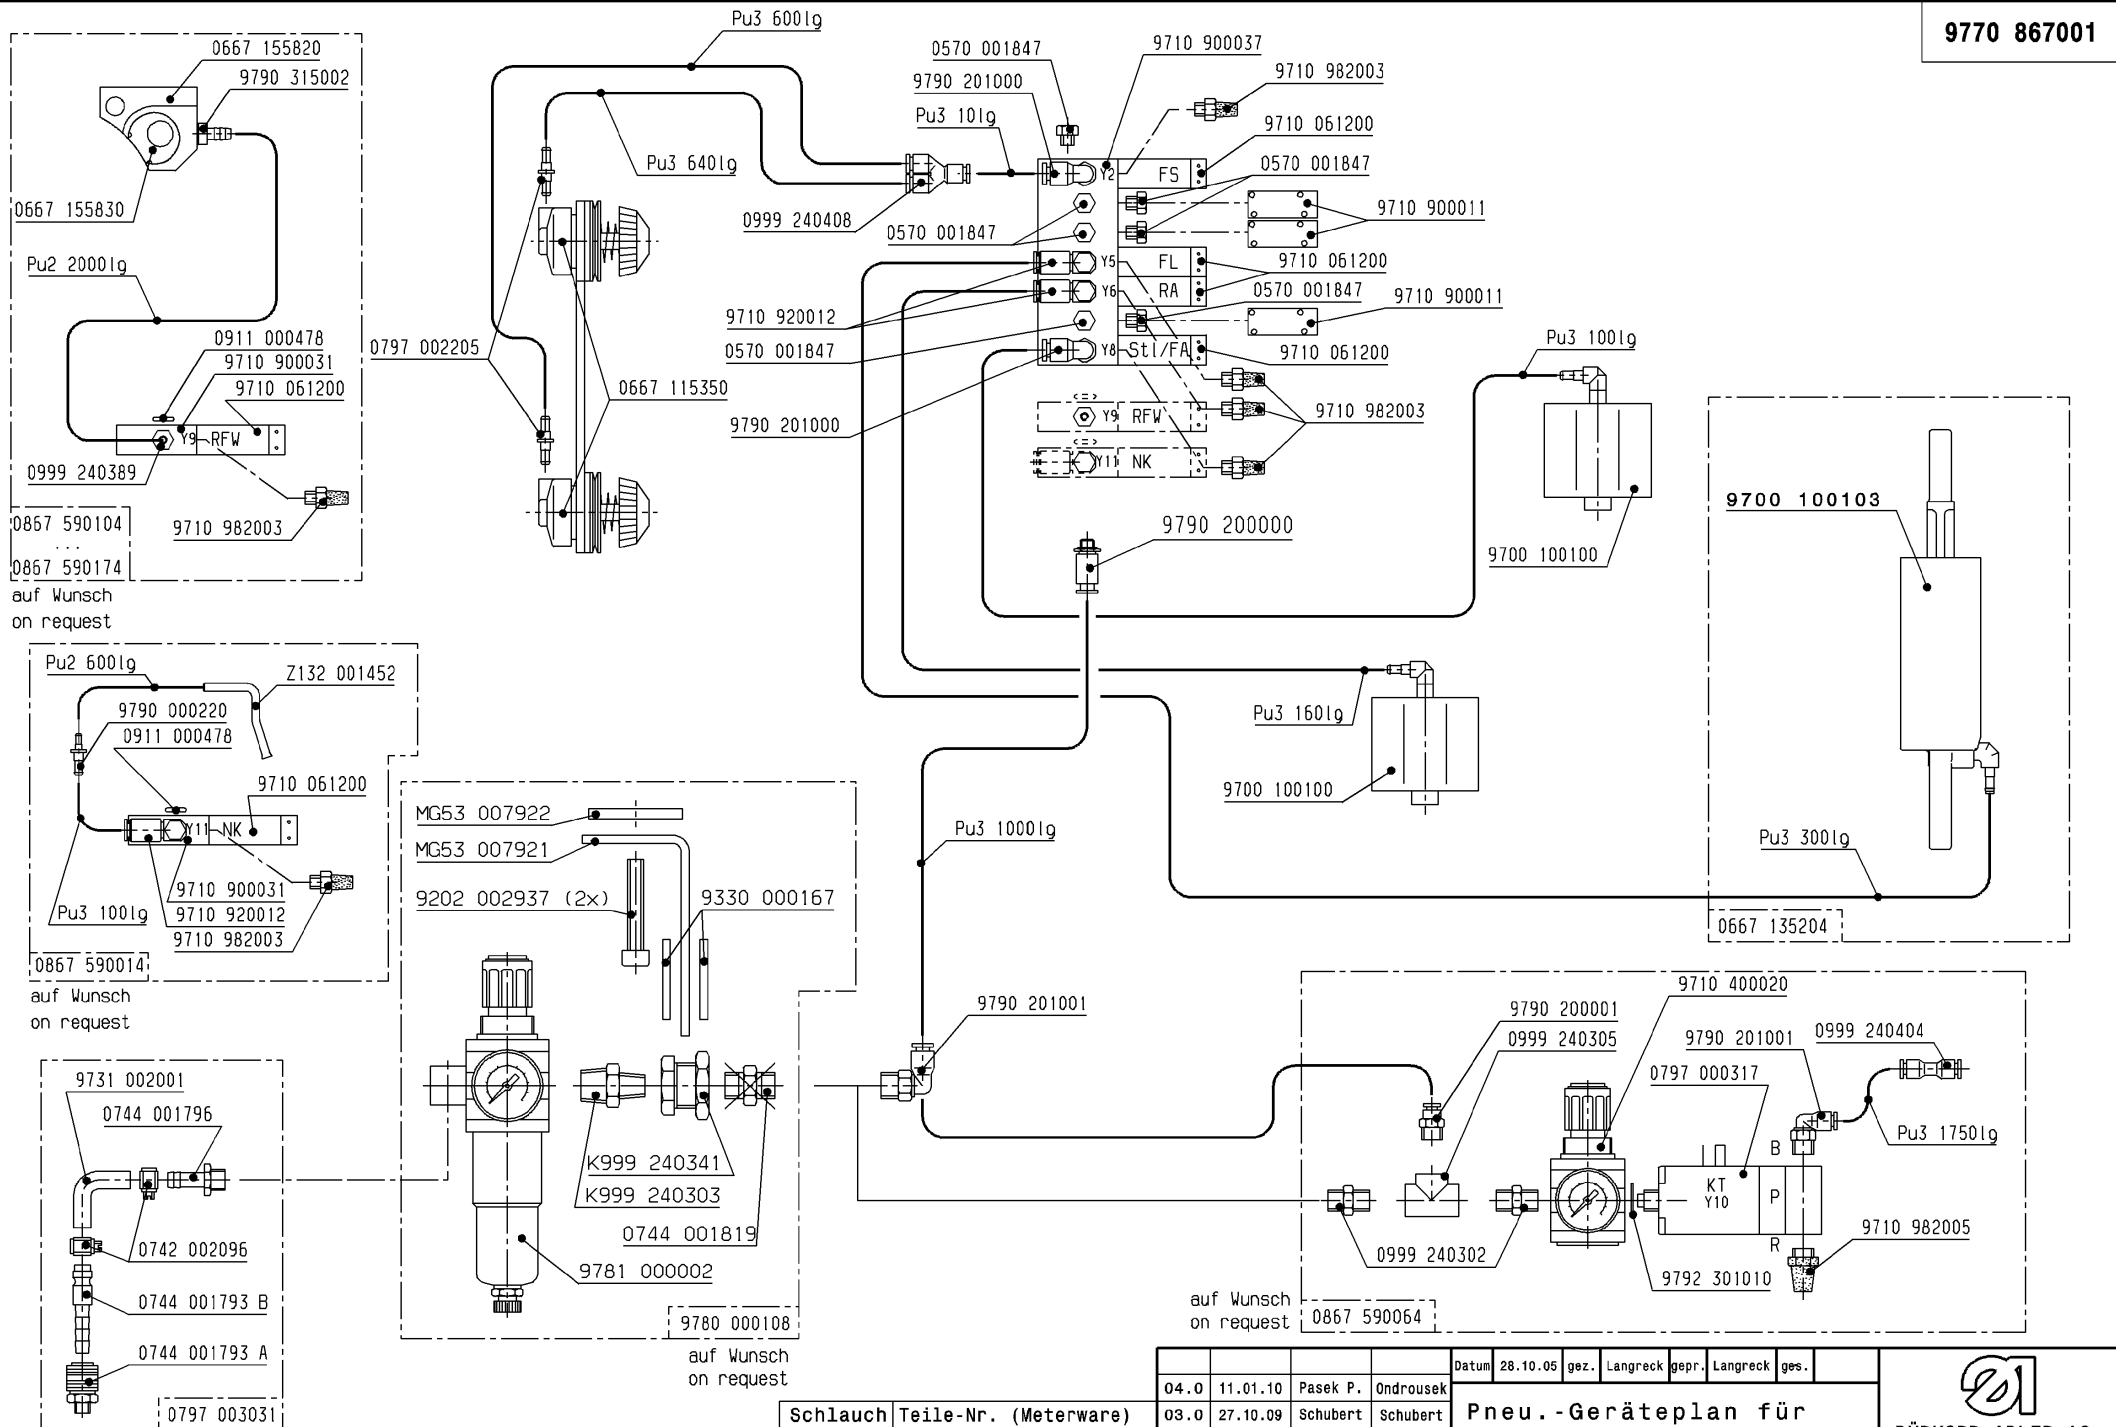 9770 867001
0667 155820
9790 315002
0667 155830
Pu2 2000lg
0911 000478
9710 900031
9710 061200
Y9
RFW
0999 240389
9710 982003
0867 590104
...
0867 590174
auf Wunsch
on request
Pu3 600lg
Pu3 640lg
0797 002205
0667 115350
0999 240408
0570 001847
9790 201000
Pu3 10lg
9710 900037
9710 982003
9710 061200
0570 001847
9710 900011
0570 001847
9710 061200
0570 001847
9710 900011
9710 920012
0570 001847
9710 061200
9790 201000
9710 982003
Y2 FS
Y5 FL
Y6 RA
Y8 Stl/FA
Y9 RFW
Y11 NK
9790 200000
Pu3 100lg
9700 100100
9700 100103
Pu3 160lg
9700 100100
Pu3 300lg
0667 135204
Pu2 600lg
Z132 001452
9790 000220
0911 000478
9710 061200
Y11
NK
Pu3 100lg
9710 900031
9710 920012
9710 982003
0867 590014
auf Wunsch
on request
MG53 007922
MG53 007921
9202 002937 (2x)
9330 000167
K999 240341
K999 240303
0744 001819
9781 000002
9780 000108
auf Wunsch
on request
Pu3 1000lg
9790 201001
9731 002001
0744 001796
0742 002096
0744 001793 B
0744 001793 A
0797 003031
9710 400020
9790 200001
0999 240305
9790 201001
0999 240404
0797 000317
Pu3 1750lg
B
KT
Y10
P
R
9710 982005
0999 240302
9792 301010
auf Wunsch
on request
0867 590064
Datum 28.10.05 gez. Langreck gepr. Langreck ges.
04.0 11.01.10 Pasek P. Ondrousek
03.0 27.10.09 Schubert Schubert
Pneu.-Geräteplan für
Schlauch Teile-Nr. (Meterware)